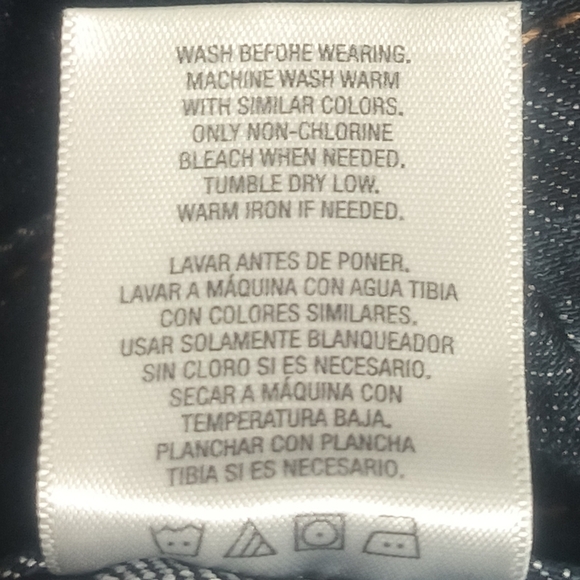 WASH BEFORE WEARING.
MACHINE WASH WARM
WITH SIMILAR COLORS.
ONLY NON-CHLORINE
BLEACH WHEN NEEDED.
TUMBLE DRY LOW.
WARM IRON IF NEEDED.
LAVAR ANTES DE PONER.
LAVAR A MÁQUINA CON AGUA TIBIA
CON COLORES SIMILARES.
USAR SOLAMENTE BLANQUEADOR
SIN CLORO SI ES NECESARIO.
SECAR A MÁQUINA CON
TEMPERATURA BAJA.
PLANCHAR CON PLANCHA
TIBIA SI ES NECESARIO.